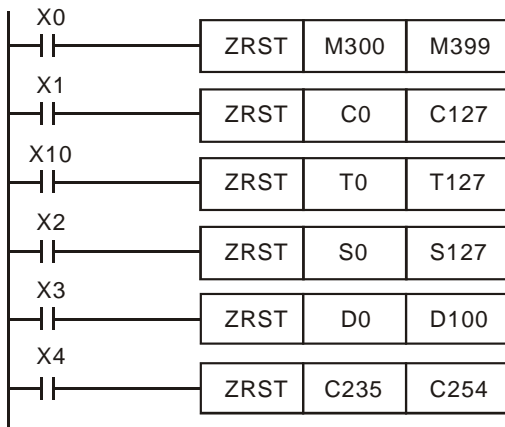 X0
ZRST M300 M399
X1
ZRST C0 C127
X10
ZRST T0 T127
X2
ZRST S0 S127
X3
ZRST D0 D100
X4
ZRST C235 C254